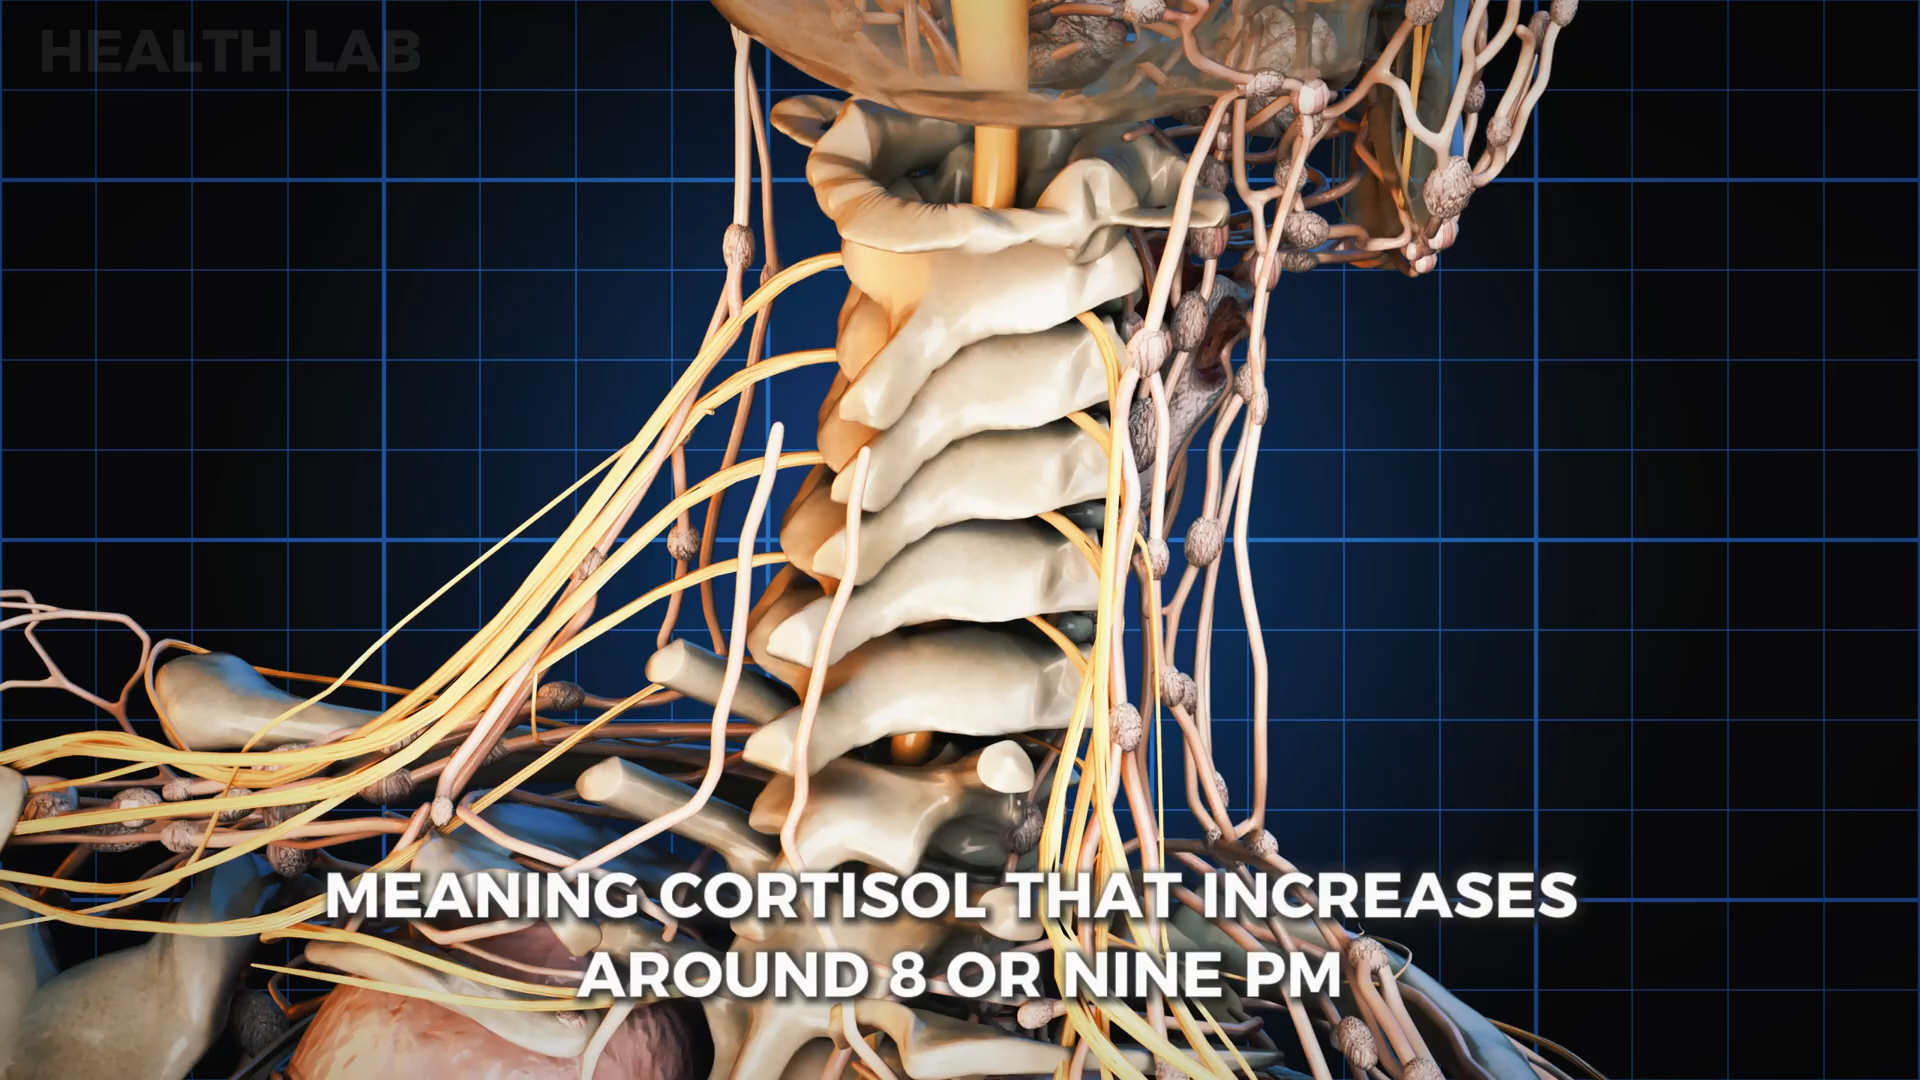 HEALTH LAB
MEANING CORTISOL THAT INCREASES
AROUND 8 OR NINE PM